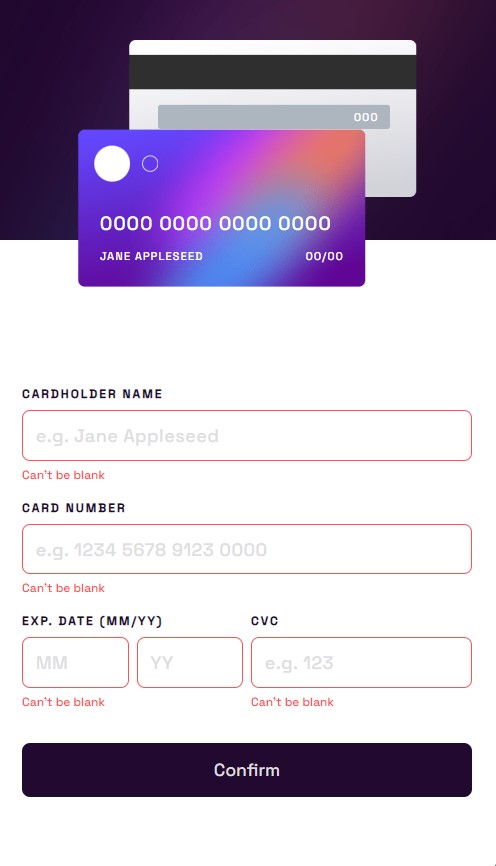 000
0000 0000 0000 0000
JANE APPLESEED 00/00
CARDHOLDER NAME
e.g. Jane Appleseed
Can't be blank
CARD NUMBER
e.g. 1234 5678 9123 0000
Can't be blank
EXP. DATE (MM/YY) CVC
MM YY e.g. 123
Can't be blank Can't be blank
Confirm